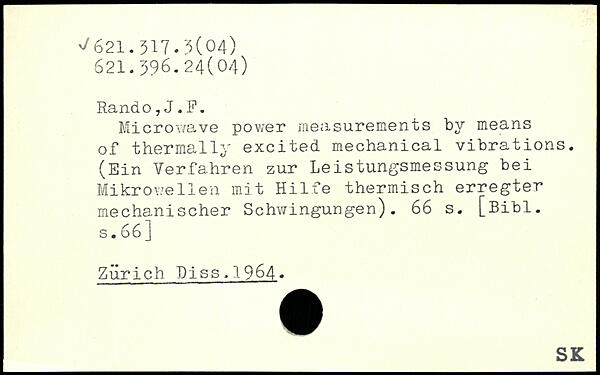 ✓621.317.3(04)
621.396.24(04)
Rando,J.F.
Microwave power measurements by means
of thermally excited mechanical vibrations.
(Ein Verfahren zur Leistungsmessung bei
Mikrowellen mit Hilfe thermisch erregter
mechanischer Schwingungen). 66 s. [Bibl.
s.66]
Zürich Diss.1964.
SK